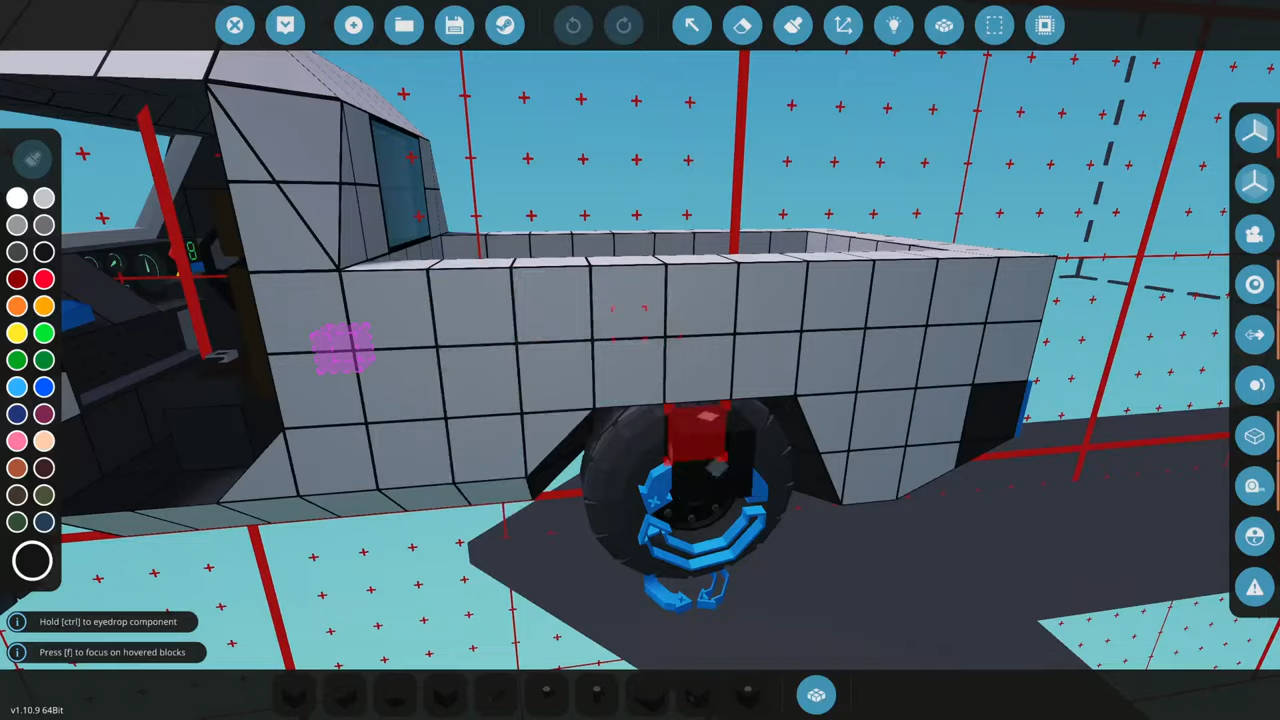 Hold [ctrl] to eyedrop component
Press [f] to focus on hovered blocks
v1.10.9 64Bit